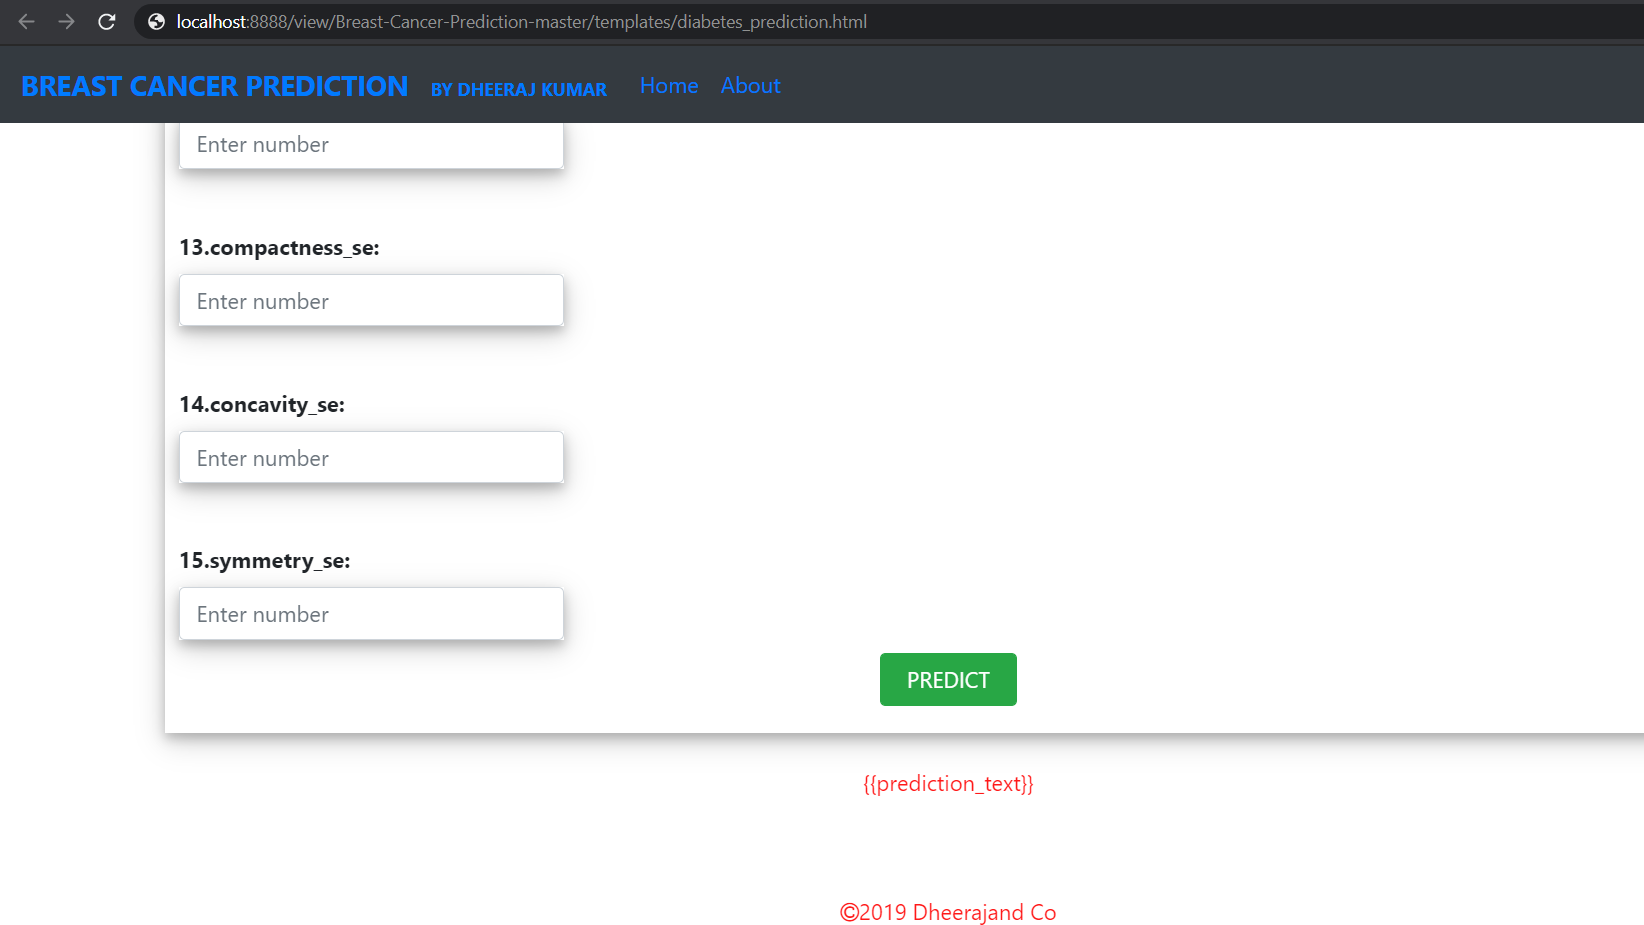 localhost:8888/view/Breast-Cancer-Prediction-master/templates/diabetes_prediction.html
BREAST CANCER PREDICTION BY DHEERAJ KUMAR Home About
Enter number
13.compactness_se:
Enter number
14.concavity_se:
Enter number
15.symmetry_se:
Enter number
PREDICT
{{prediction_text}}
©2019 Dheerajand Co